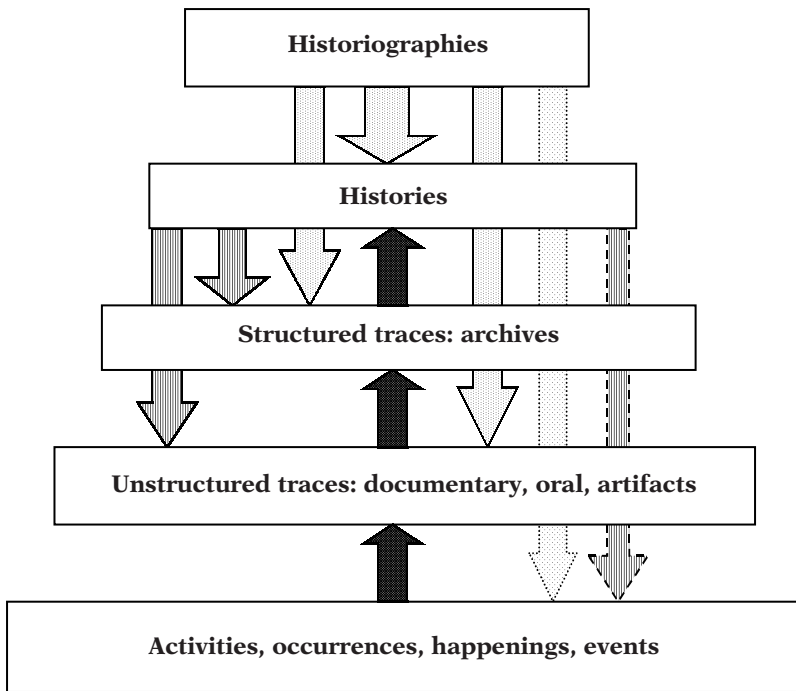 Historiographies
Histories
Structured traces: archives
Unstructured traces: documentary, oral, artifacts
Activities, occurrences, happenings, events